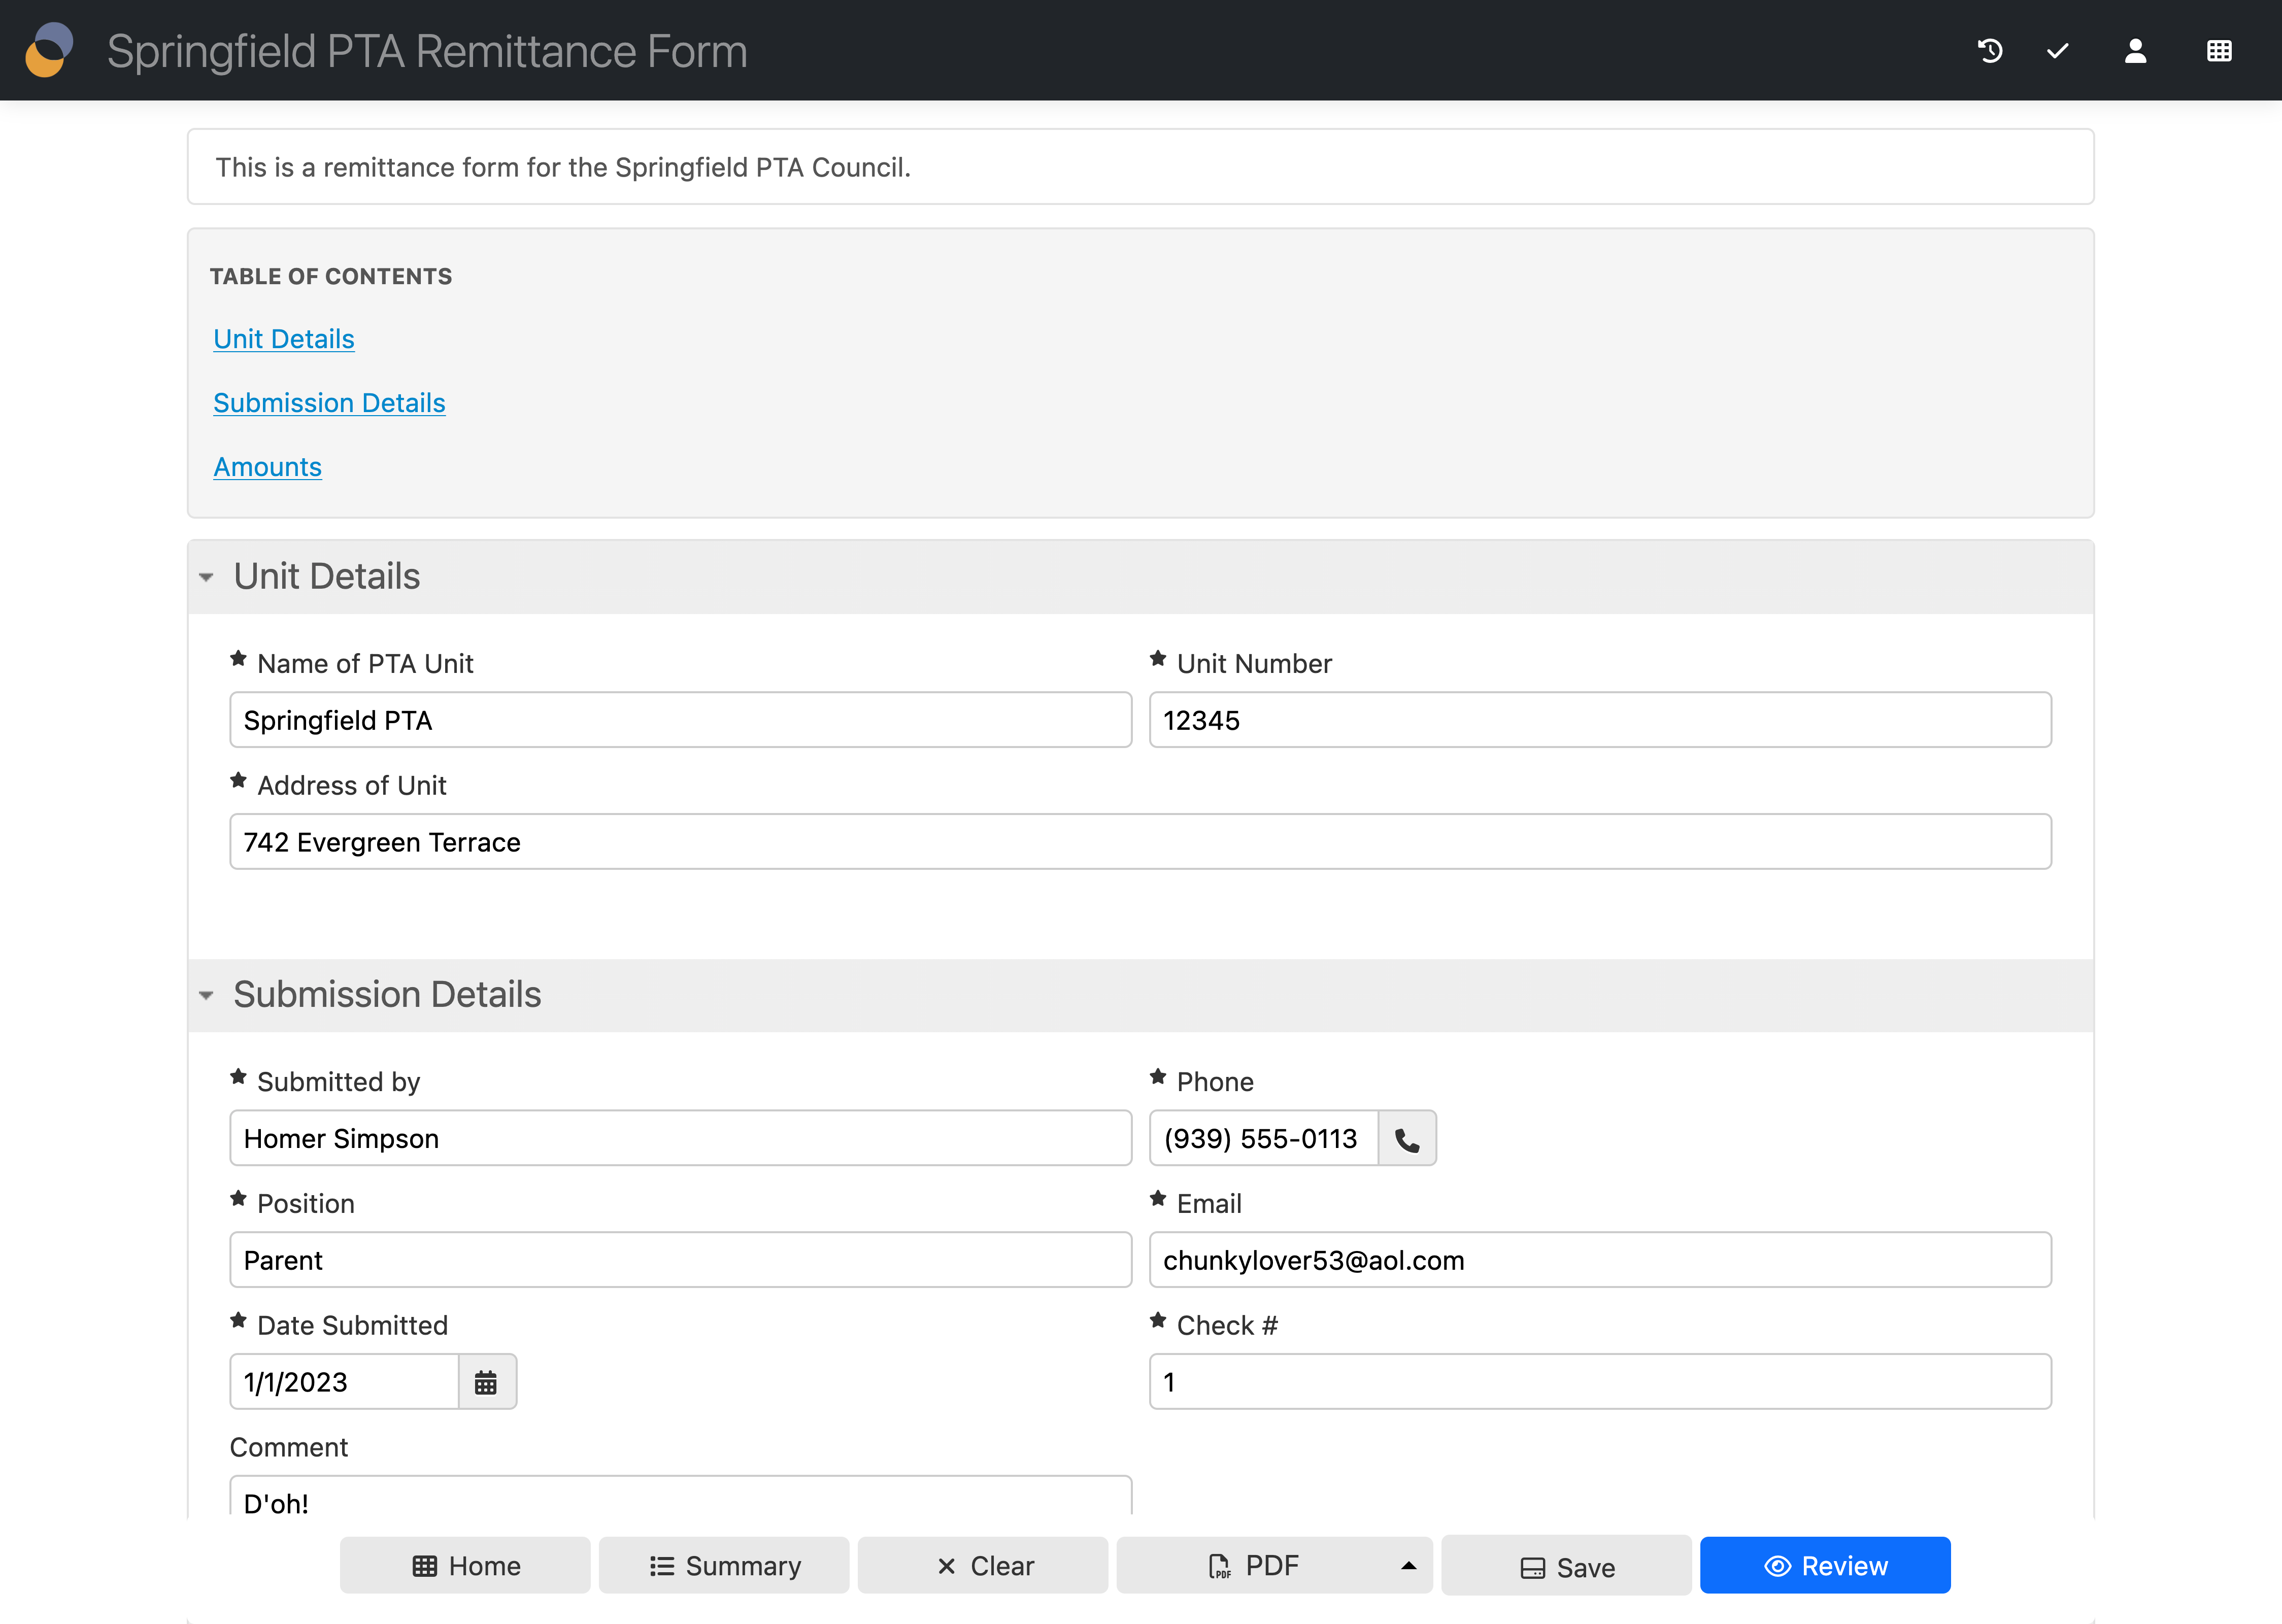 Springfield PTA Remittance Form
This is a remittance form for the Springfield PTA Council.
TABLE OF CONTENTS
Unit Details
Submission Details
Amounts
Unit Details
Name of PTA Unit
Springfield PTA
Unit Number
12345
Address of Unit
742 Evergreen Terrace
Submission Details
Submitted by
Homer Simpson
Phone
(939) 555-0113
Position
Parent
Email
chunkylover53@aol.com
Date Submitted
1/1/2023
Check #
1
Comment
D'oh!
Home
Summary
Clear
PDF
PDF
Save
Review